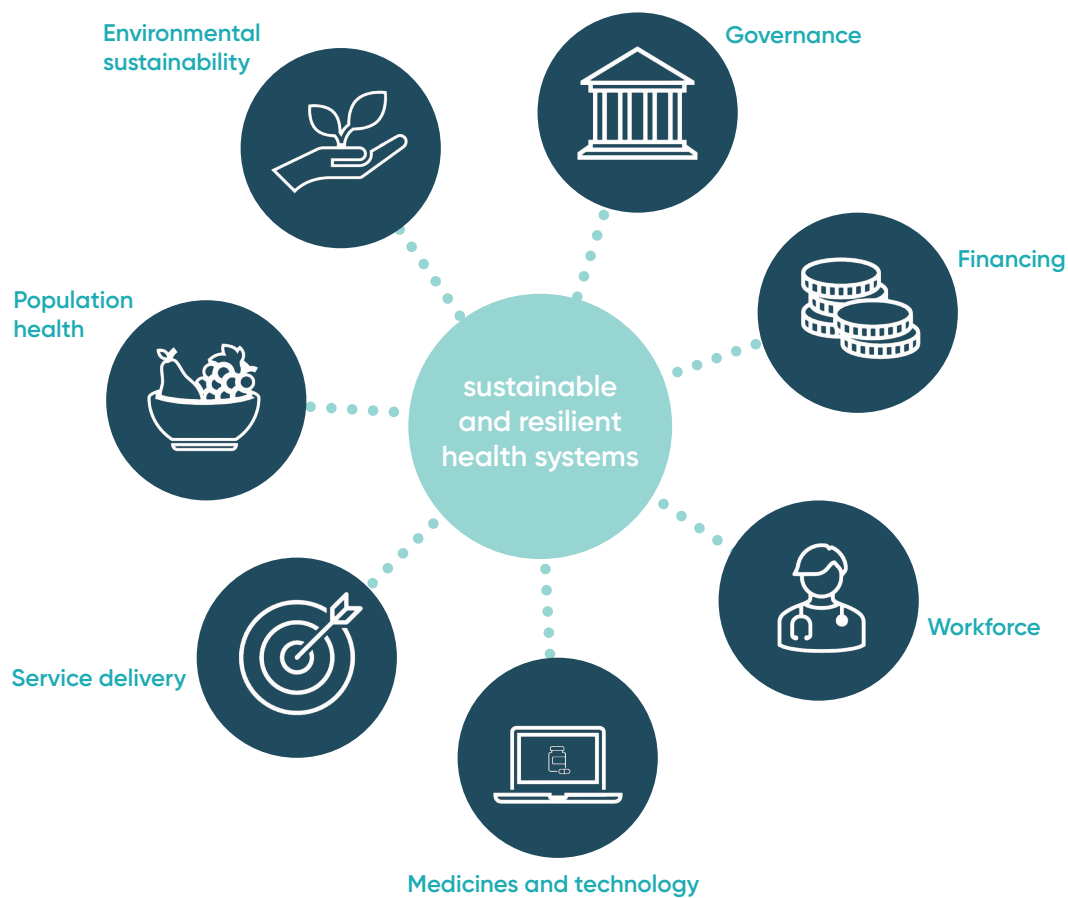 Environmental
sustainability
Governance
Financing
Population
health
sustainable
and resilient
health systems
Workforce
Service delivery
Medicines and technology